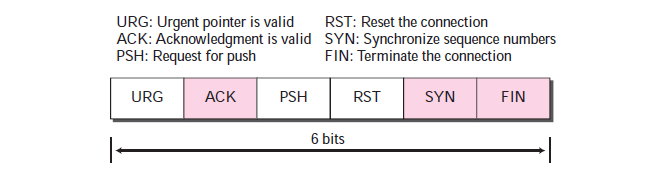 URG: Urgent pointer is valid
ACK: Acknowledgment is valid
PSH: Request for push
RST: Reset the connection
SYN: Synchronize sequence numbers
FIN: Terminate the connection
URG ACK PSH RST SYN FIN
6 bits